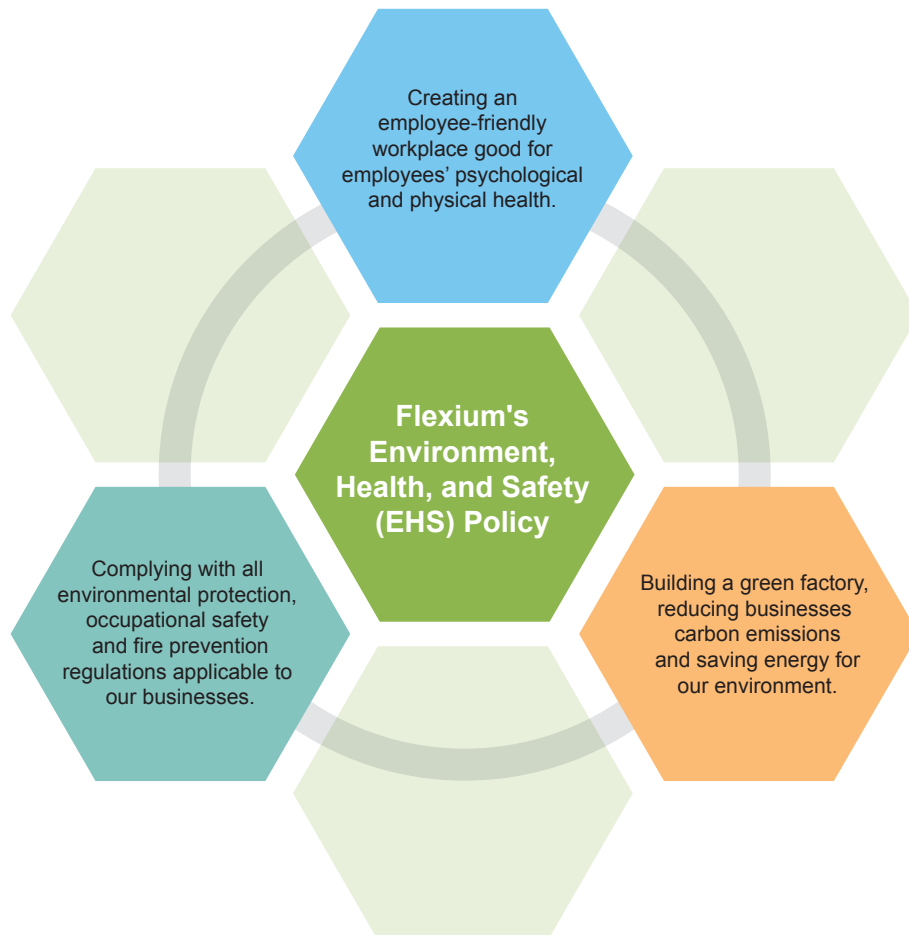 Creating an
employee-friendly
workplace good for
employees’ psychological
and physical health.
Flexium's
Environment,
Health, and Safety
(EHS) Policy
Complying with all
environmental protection,
occupational safety
and fire prevention
regulations applicable to
our businesses.
Building a green factory,
reducing businesses
carbon emissions
and saving energy for
our environment.